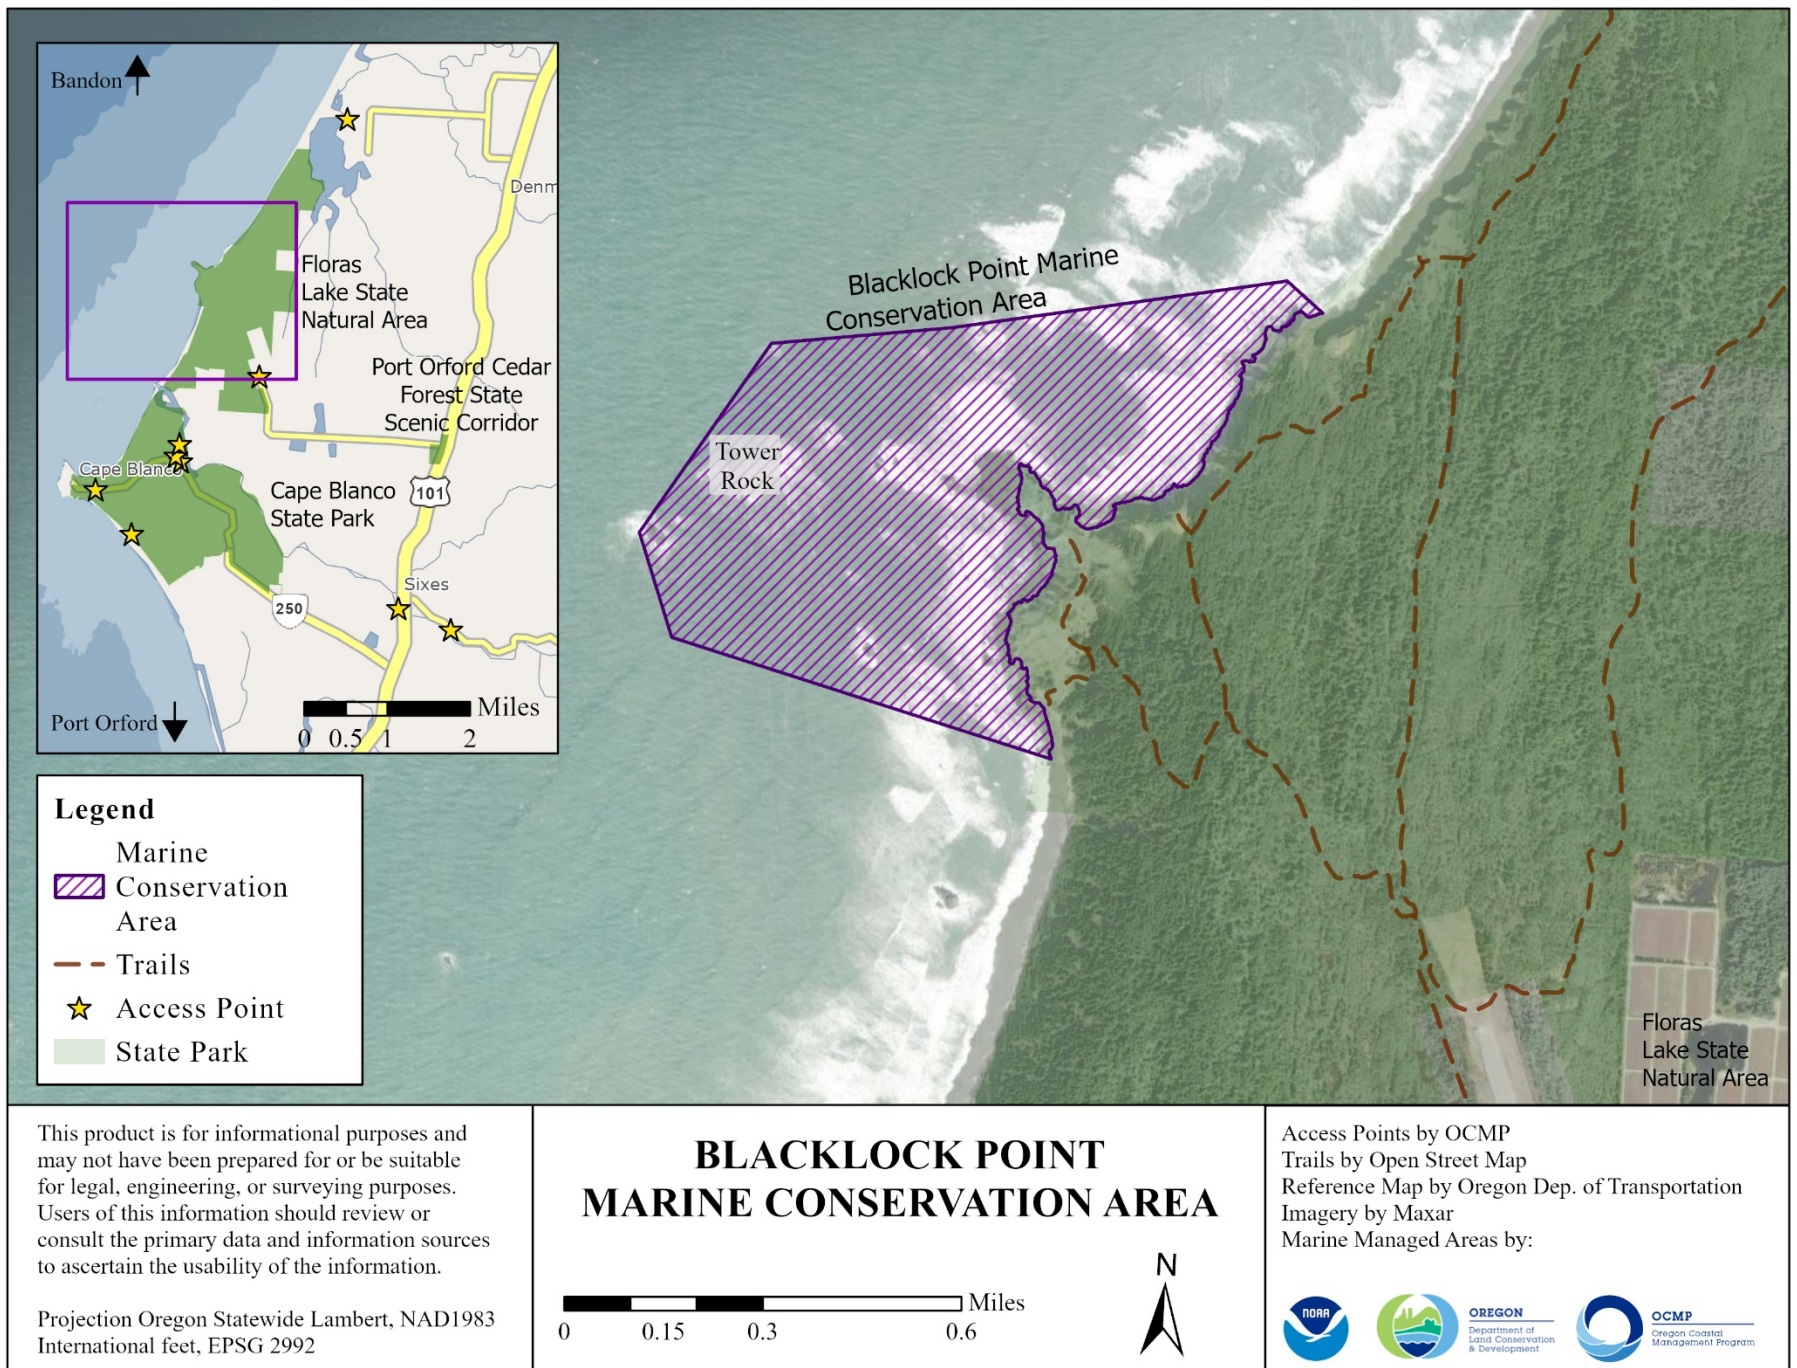 Bandon
Denm
Floras
Lake State
Natural Area
Port Orford Cedar
Forest State
Scenic Corridor
Cape Blanco
Cape Blanco
State Park
101
Sixes
250
Port Orford
Miles
0 0.5 1 2
Blacklock Point Marine
Conservation Area
Tower
Rock
Floras
Lake State
Natural Area
Legend
Marine
Conservation
Area
Trails
Access Point
State Park
This product is for informational purposes and
may not have been prepared for or be suitable
for legal, engineering, or surveying purposes.
Users of this information should review or
consult the primary data and information sources
to ascertain the usability of the information.
Projection Oregon Statewide Lambert, NAD1983
International feet, EPSG 2992
BLACKLOCK POINT
MARINE CONSERVATION AREA
N
Miles
0 0.15 0.3 0.6
Access Points by OCMP
Trails by Open Street Map
Reference Map by Oregon Dep. of Transportation
Imagery by Maxar
Marine Managed Areas by:
NOAA
OREGON
Department of
Land Conservation
& Development
OCMP
Oregon Coastal
Management Program